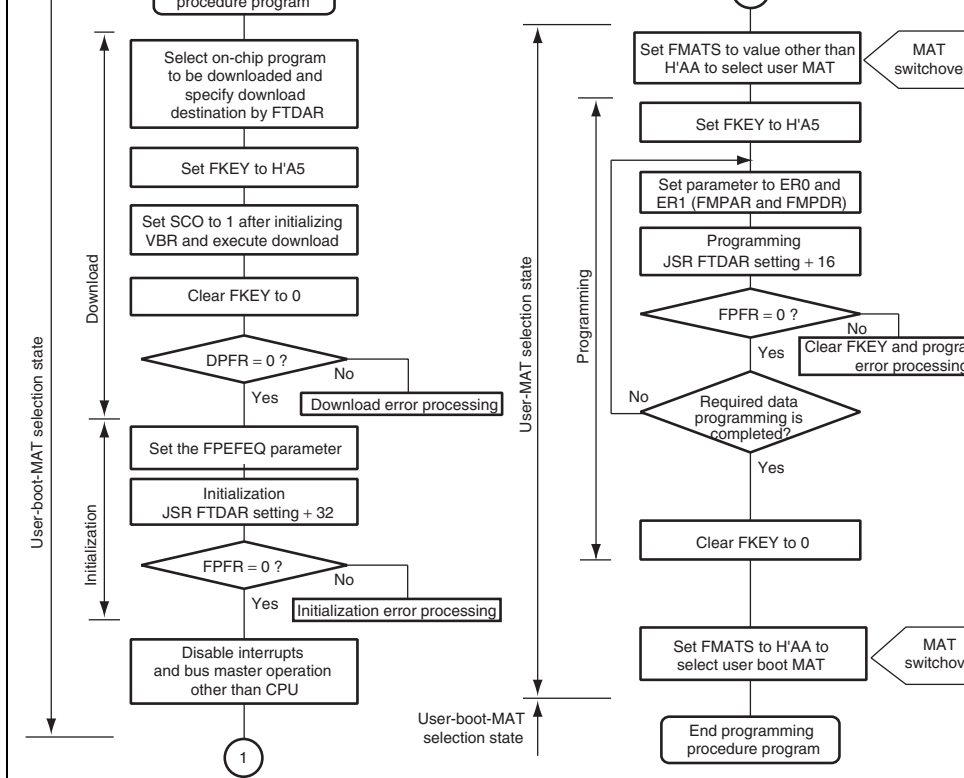 procedure program
Select on-chip program
to be downloaded and
specify download
destination by FTDAR
Set FKEY to H'A5
Set SCO to 1 after initializing
VBR and execute download
Clear FKEY to 0
DPFR = 0 ?
No
Yes
Download error processing
Set the FPEFEQ parameter
Initialization
JSR FTDAR setting + 32
FPFR = 0 ?
No
Yes
Initialization error processing
Disable interrupts
and bus master operation
other than CPU
1
User-boot-MAT selection state
Download
Initialization
Set FMATS to value other than
H'AA to select user MAT
MAT
Set FKEY to H'A5
Set parameter to ER0 and
ER1 (FMPAR and FMPDR)
Programming
JSR FTDAR setting + 16
FPFR = 0 ?
No
Yes
Clear FKEY and
error processing
Required data
programming is
completed?
No
Yes
Clear FKEY to 0
Set FMATS to H'AA to
select user boot MAT
MAT
End programming
procedure program
User-MAT selection state
Programming
User-boot-MAT
selection state